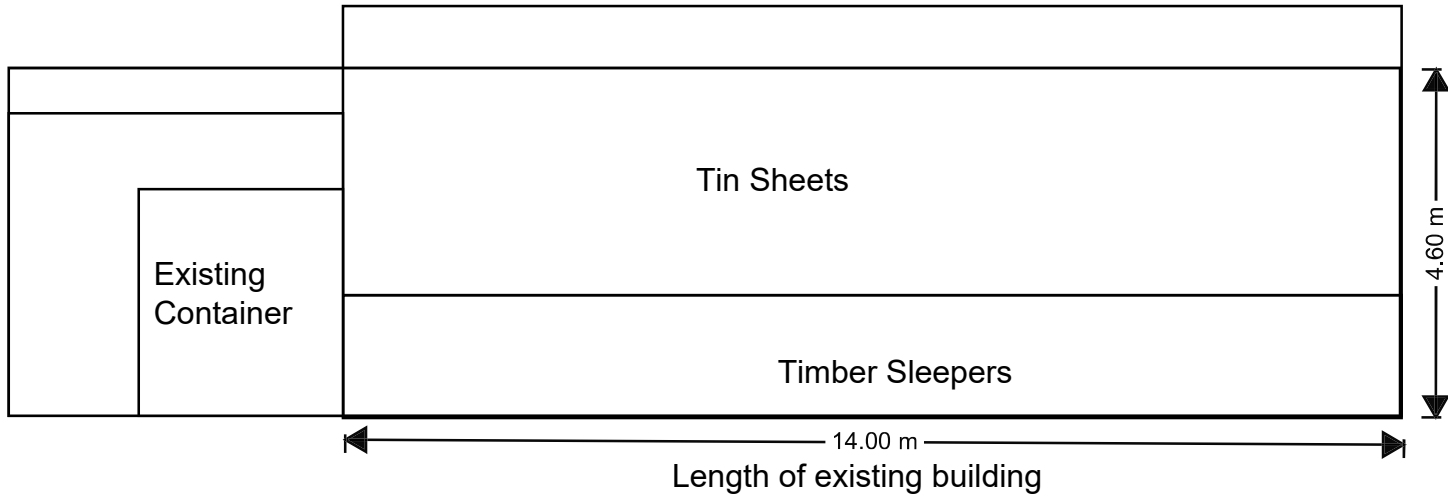 Tin Sheets
4.60 m
Existing
Container
Timber Sleepers
14.00 m
Length of existing building